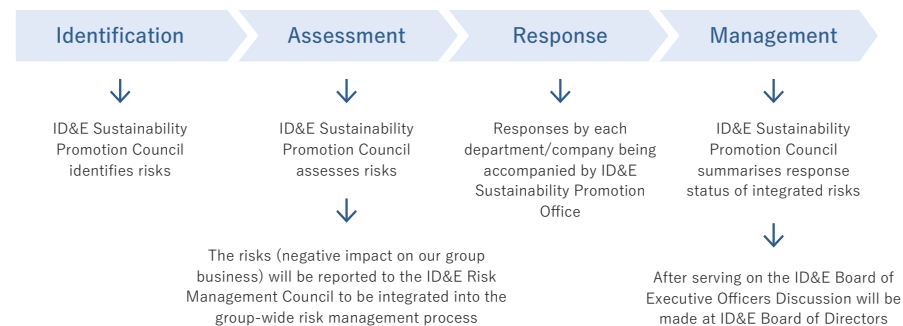 Identification
Assessment
Response
Management
ID&E Sustainability
Promotion Council
identifies risks
ID&E Sustainability
Promotion Council
assesses risks
The risks (negative impact on our group
business) will be reported to the ID&E Risk
Management Council to be integrated into the
group-wide risk management process
Responses by each
department/company being
accompanied by ID&E
Sustainability Promotion
Office
ID&E Sustainability
Promotion Council
summarises response
status of integrated risks
After serving on the ID&E Board of
Executive Officers Discussion will be
made at ID&E Board of Directors